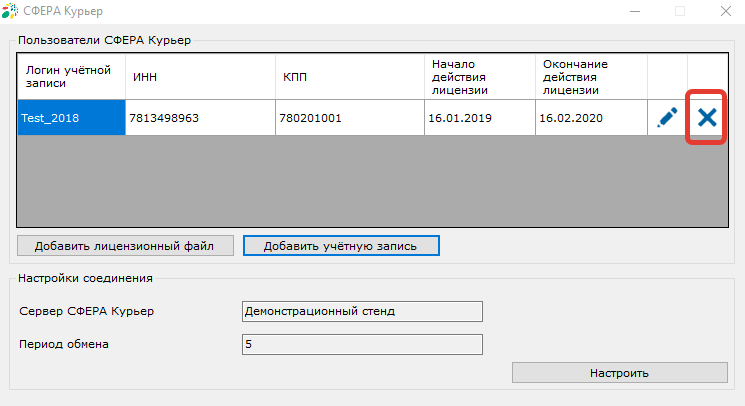 СФЕРА Курьер
Пользователи СФЕРА Курьер
Логин учётной
записи
ИНН
КПП
Начало
действия
лицензии
Окончание
действия
лицензии
Test_2018
7813498963
780201001
16.01.2019
16.02.2020
Добавить лицензионный файл
Добавить учётную запись
Настройки соединения
Сервер СФЕРА Курьер
Демонстрационный стенд
Период обмена
5
Настроить